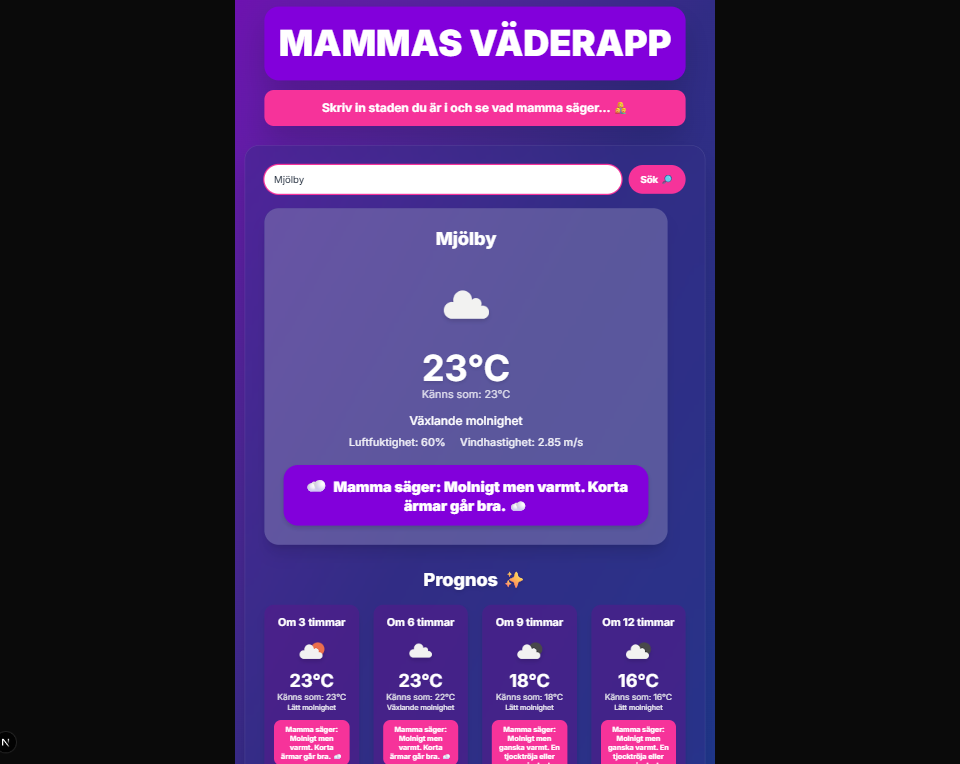 MAMMAS VÄDERAPP
Skriv in staden du är i och se vad mamma säger...
Mjölby
Sök
Mjölby
23°C
Känns som: 23°C
Växlande molnighet
Luftfuktighet: 60% Vindhastighet: 2.85 m/s
Mamma säger: Molnigt men varmt. Korta
ärmar går bra.
Prognos
Om 3 timmar
23°C
Känns som: 23°C
Lätt molnighet
Mamma säger:
Molnigt men
varmt. Korta
ärmar går bra.
Om 6 timmar
23°C
Känns som: 22°C
Växlande molnighet
Mamma säger:
Molnigt men
varmt. Korta
ärmar går bra.
Om 9 timmar
18°C
Känns som: 18°C
Lätt molnighet
Mamma säger:
Molnigt men
ganska varmt. En
tjocktröja eller
Om 12 timmar
16°C
Känns som: 16°C
Lätt molnighet
Mamma säger:
Molnigt men
ganska varmt. En
tjocktröja eller
N